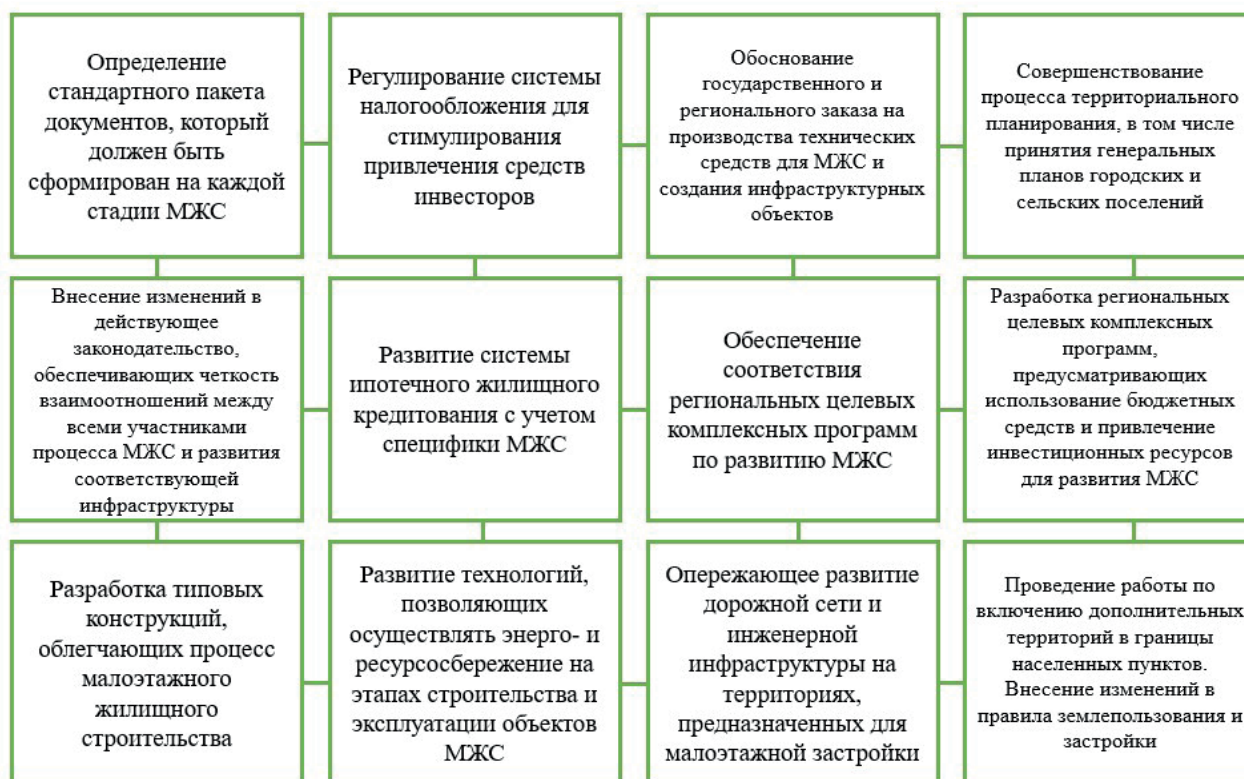 Определение
стандартного пакета
документов, который
должен быть
сформирован на каждой
стадии МЖС
Регулирование системы
налогообложения для
стимулирования
привлечения средств
инвесторов
Обоснование
государственного и
регионального заказа на
производства технических
средств для МЖС и
создания инфраструктурных
объектов
Совершенствование
процесса территориального
планирования, в том числе
принятия генеральных
планов городских и
сельских поселений
Внесение изменений в
действующее
законодательство,
обеспечивающих четкость
взаимоотношений между
всеми участниками
процесса МЖС и развития
соответствующей
инфраструктуры
Развитие системы
ипотечного жилищного
кредитования с учетом
специфики МЖС
Обеспечение
соответствия
региональных целевых
комплексных программ
по развитию МЖС
Разработка региональных
целевых комплексных
программ,
предусматривающих
использование бюджетных
средств и привлечение
инвестиционных ресурсов
для развития МЖС
Разработка типовых
конструкций,
облегчающих процесс
малоэтажного
жилищного
строительства
Развитие технологий,
позволяющих
осуществлять энерго- и
ресурсосбережение на
этапах строительства и
эксплуатации объектов
МЖС
Опережающее развитие
дорожной сети и
инженерной
инфраструктуры на
территориях,
предназначенных для
малоэтажной застройки
Проведение работы по
включению дополнительных
территорий в границы
населенных пунктов.
Внесение изменений в
правила землепользования и
застройки